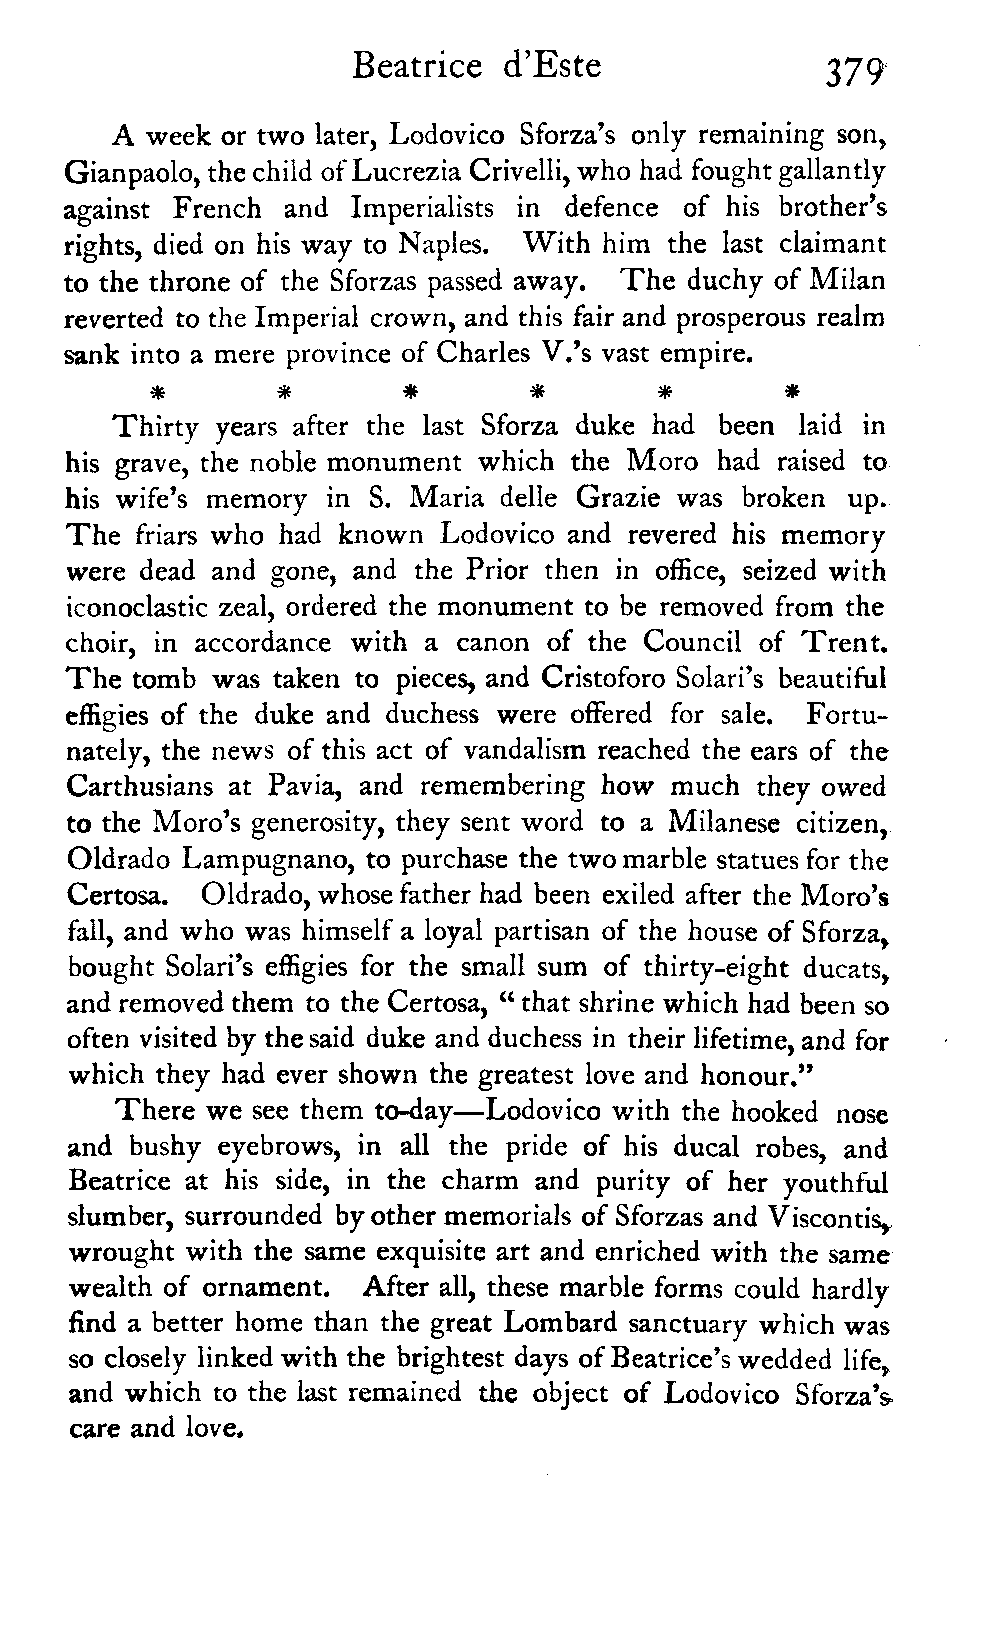 Beatrice d'Este 379
A week or two later, Lodovico Sforza's only remaining son,
Gianpaolo, the child of Lucrezia Crivelli, who had fought gallantly
against French and Imperialists in defence of his brother's
rights, died on his way to Naples. With him the last claimant
to the throne of the Sforzas passed away. The duchy of Milan
reverted to the Imperial crown, and this fair and prosperous realm
sank into a mere province of Charles V.'s vast empire.
* * * * * *
Thirty years after the last Sforza duke had been laid in
his grave, the noble monument which the Moro had raised to
his wife's memory in S. Maria delle Grazie was broken up.
The friars who had known Lodovico and revered his memory
were dead and gone, and the Prior then in office, seized with
iconoclastic zeal, ordered the monument to be removed from the
choir, in accordance with a canon of the Council of Trent.
The tomb was taken to pieces, and Cristoforo Solari's beautiful
effigies of the duke and duchess were offered for sale. Fortu-
nately, the news of this act of vandalism reached the ears of the
Carthusians at Pavia, and remembering how much they owed
to the Moro's generosity, they sent word to a Milanese citizen,
Oldrado Lampugnano, to purchase the two marble statues for the
Certosa. Oldrado, whose father had been exiled after the Moro's
fall, and who was himself a loyal partisan of the house of Sforza,
bought Solari's effigies for the small sum of thirty-eight ducats,
and removed them to the Certosa, "that shrine which had been so
often visited by the said duke and duchess in their lifetime, and for
which they had ever shown the greatest love and honour."
There we see them to-day—Lodovico with the hooked nose
and bushy eyebrows, in all the pride of his ducal robes, and
Beatrice at his side, in the charm and purity of her youthful
slumber, surrounded by other memorials of Sforzas and Viscontis,
wrought with the same exquisite art and enriched with the same
wealth of ornament. After all, these marble forms could hardly
find a better home than the great Lombard sanctuary which was
so closely linked with the brightest days of Beatrice's wedded life,
and which to the last remained the object of Lodovico Sforza's
care and love.